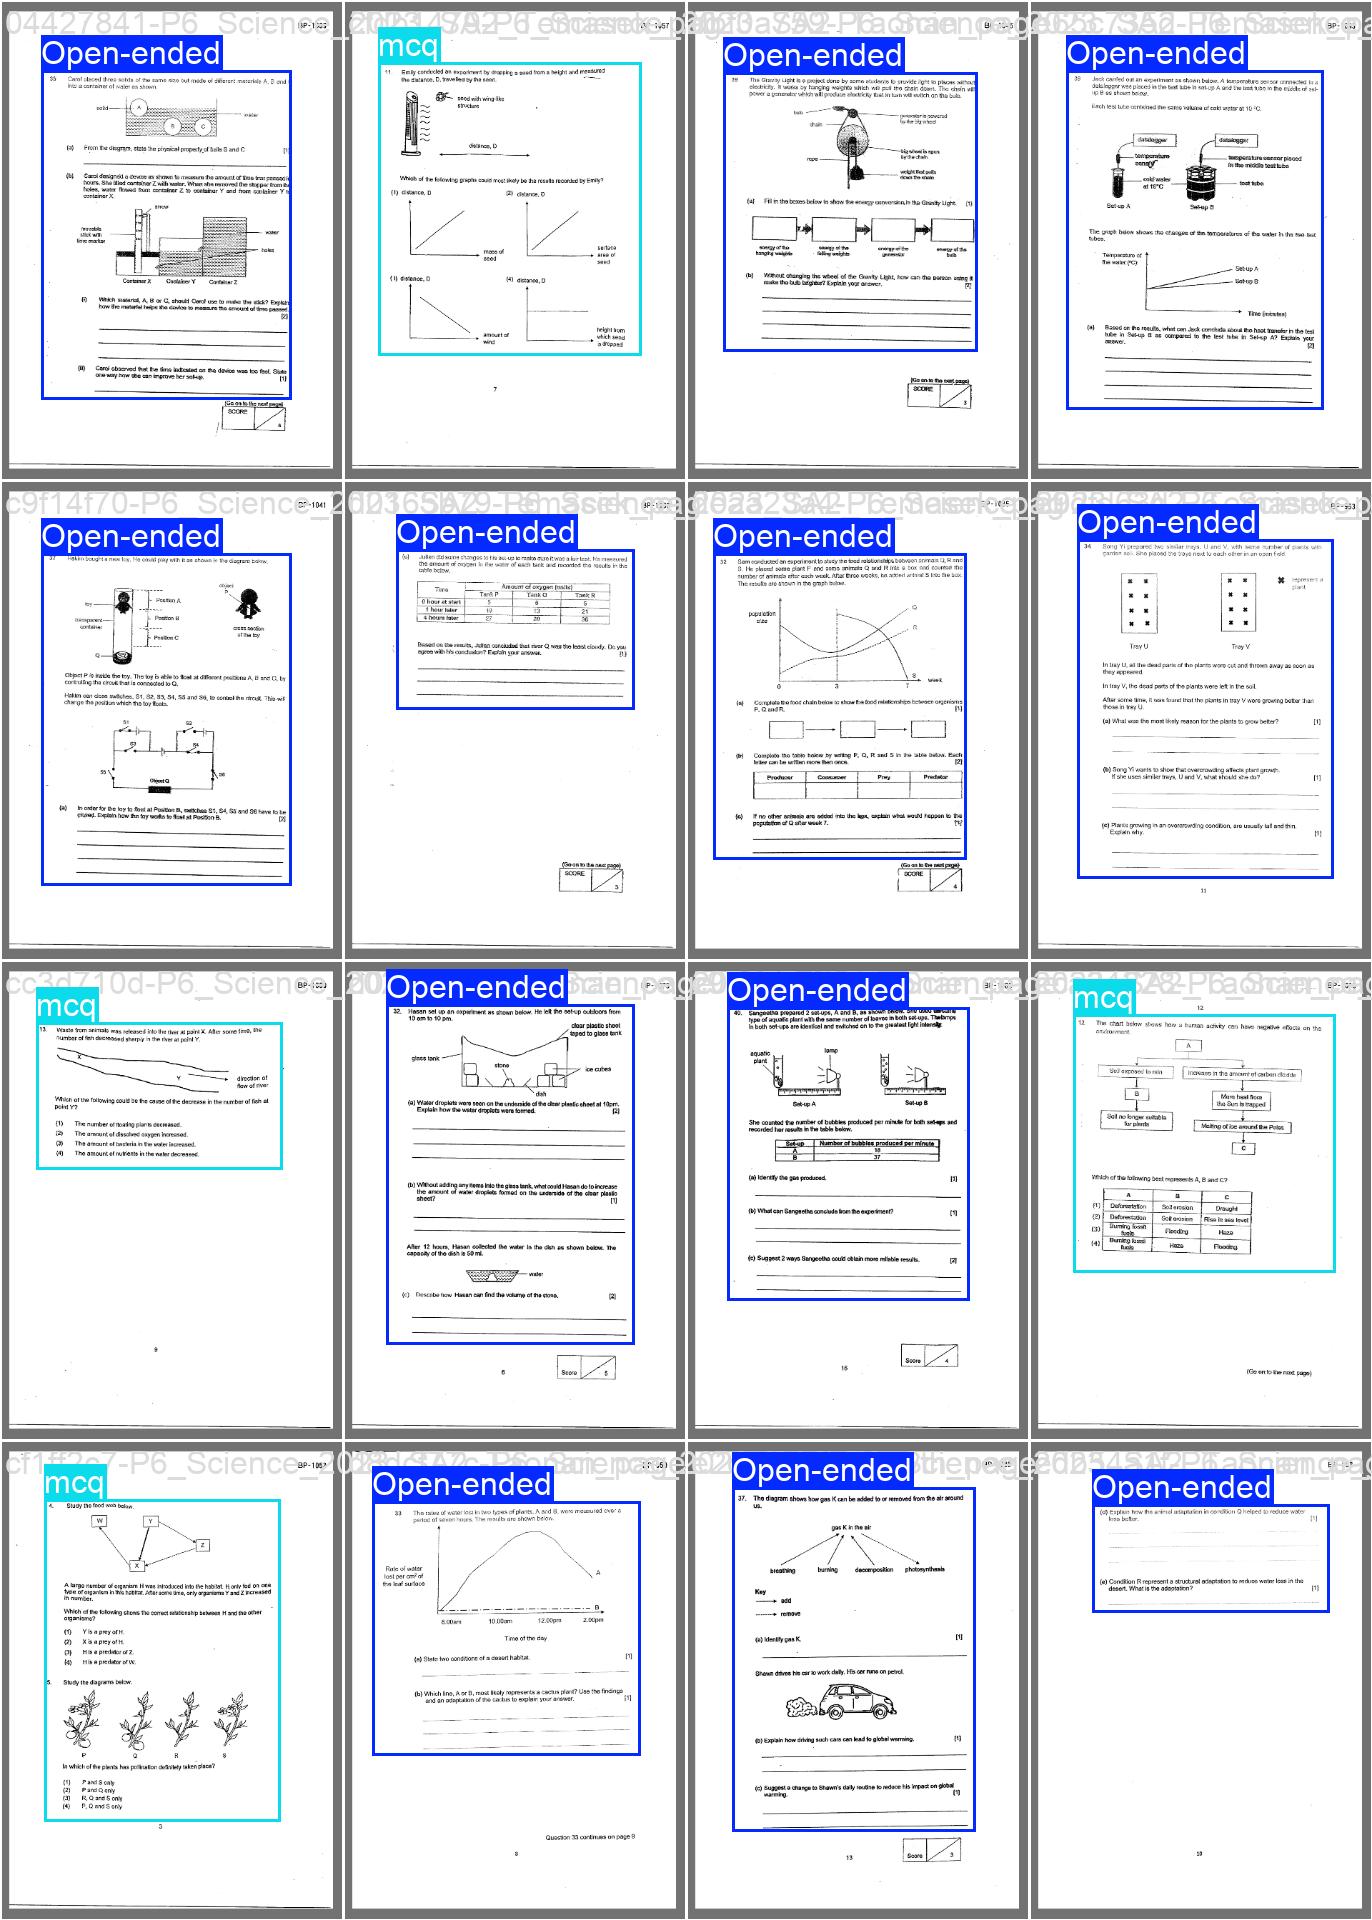 Open-ended
35 Carol placed three solids of the same size but made of different materials A, B and
into a container of water as shown.
solid
A
B
C
water
(a) From the diagram, state the physical property of balls B and C [1]
(b) Carol designed a device as shown to measure the amount of time that passed in
hours. She filled container Z with water. When she removed the stopper from the
holes, water flowed from container Z to container Y and from container Y to
container X.
movable
stick with
time marker
water
holes
Container X Container Y Container Z
(i) Which material, A, B or C, should Carol use to make the stick? Explain
how the material helps the device to measure the amount of time passed.
[2]
(ii) Carol observed that the time indicated on the device was too fast. State
one way how she can improve her set-up. [1]
(Go on to the next page)
SCORE
4
mcq
11 Emily conducted an experiment by dropping a seed from a height and measured
the distance, D, travelled by the seed.
seed with wing-like
structure
distance, D
Which of the following graphs could most likely be the results recorded by Emily?
(1) distance, D
mass of
seed
(2) distance, D
surface
area of
seed
(3) distance, D
amount of
wind
(4) distance, D
height from
which seed
is dropped
7
Open-ended
39 The Gravity Light is a project done by some students to provide light to places without
electricity. It works by hanging weights which will pull the chain down. The chain will
power a generator which will produce electricity that in turn will switch on the bulb.
bulb
chain
rope
generator is powered
by the big wheel
big wheel is spun
by the chain
weight that pulls
down the chain
(a) Fill in the boxes below to show the energy conversion in the Gravity Light. [1]
energy of the
hanging weights
energy of the
falling weights
energy of the
generator
energy of the
bulb
(b) Without changing the wheel of the Gravity Light, how can the person using it
make the bulb brighter? Explain your answer. [2]
(Go on to the next page)
SCORE
3
Open-ended
38 Jack carried out an experiment as shown below. A temperature sensor connected to a
datalogger was placed in the test tube in set-up A and the test tube in the middle of set-
up B as shown below.
Each test tube contained the same volume of cold water at 10 ºC.
datalogger
datalogger
temperature
sensor
cold water
at 10°C
temperature sensor placed
in the middle test tube
test tube
Set-up A
Set-up B
The graph below shows the changes of the temperatures of the water in the two test
tubes.
Temperature of
the water (ºC)
Set-up A
Set-up B
Time (minutes)
(a) Based on the results, what can Jack conclude about the heat transfer in the test
tube in Set-up B as compared to the test tube in Set-up A? Explain your
answer. [2]
BP-1041
Open-ended
37 Hakim bought a new toy. He could play with it as shown in the diagram below.
toy
transparent
container
Q
Position A
Position B
Position C
object
P
cross section
of the toy
Object P is inside the toy. The toy is able to float at different positions A, B and C, by
controlling the circuit that is connected to Q.
Hakim can close switches, S1, S2, S3, S4, S5 and S6, to control the circuit. This will
change the position which the toy floats.
S1
S2
S3
S4
S5
S6
Object Q
(a) In order for the toy to float at Position B, switches S1, S4, S5 and S6 have to be
closed. Explain how the toy works to float at Position B. [2]
Open-ended
(c) Julian did some changes to his set-up to make sure it was a fair test. He measured
the amount of oxygen in the water of each tank and recorded the results in the
table below.
Time
Amount of oxygen (units)
Tank P Tank Q Tank R
0 hour at start 5 6 5
1 hour later 10 13 21
4 hours later 27 20 36
Based on the results, Julian concluded that river Q was the least cloudy. Do you
agree with his conclusion? Explain your answer. [1]
(Go on to the next page)
SCORE
3
Open-ended
32 Sam conducted an experiment to study the food relationships between animals Q, R and
S. He placed some plant P and some animals Q and R into a box and counted the
number of animals after each week. After three weeks, he added animal S into the box.
The results are shown in the graph below.
population
size
Q
R
S
0 3 7 week
(a) Complete the food chain below to show the food relationships between organisms
P, Q and R. [1]
(b) Complete the table below by writing P, Q, R and S in the table below. Each
letter can be written more than once. [2]
Producer Consumer Prey Predator
(c) If no other animals are added into the box, explain what would happen to the
population of Q after week 7. [1]
(Go on to the next page)
SCORE
4
Open-ended
34 Song Yi prepared two similar trays, U and V, with same number of plants with
garden soil. She placed the trays next to each other in an open field.
represent a
plant
Tray U
Tray V
In tray U, all the dead parts of the plants were cut and thrown away as soon as
they appeared.
In tray V, the dead parts of the plants were left in the soil.
After some time, it was found that the plants in tray V were growing better than
those in tray U.
(a) What was the most likely reason for the plants to grow better? [1]
(b) Song Yi wants to show that overcrowding affects plant growth.
If she uses similar trays, U and V, what should she do? [1]
(c) Plants growing in an overcrowding condition, are usually tall and thin.
Explain why. [1]
11
mcq
13. Waste from animals was released into the river at point X. After some time, the
number of fish decreased sharply in the river at point Y.
X
Y
direction of
flow of river
Which of the following could be the cause of the decrease in the number of fish at
point Y?
(1) The number of floating plants decreased.
(2) The amount of dissolved oxygen increased.
(3) The amount of bacteria in the water increased.
(4) The amount of nutrients in the water decreased.
9
Open-ended
32. Hasan set up an experiment as shown below. He left the set-up outdoors from
10 am to 10 pm.
clear plastic sheet
taped to glass tank
glass tank
stone
ice cubes
dish
(a) Water droplets were seen on the underside of the clear plastic sheet at 10pm.
Explain how the water droplets were formed. [2]
(b) Without adding any items into the glass tank, what could Hasan do to increase
the amount of water droplets formed on the underside of the clear plastic
sheet? [1]
After 12 hours, Hasan collected the water in the dish as shown below. The
capacity of the dish is 50 ml.
water
(c) Describe how Hasan can find the volume of the stone. [2]
6
Score
5
Open-ended
40. Sangeetha prepared 2 set-ups, A and B, as shown below. She used the same
type of aquatic plant with the same number of leaves in both set-ups. The lamps
in both set-ups are identical and switched on to the greatest light intensity.
aquatic
plant
lamp
Set-up A
Set-up B
She counted the number of bubbles produced per minute for both set-ups and
recorded her results in the table below.
Set-up Number of bubbles produced per minute
A 18
B 37
(a) Identify the gas produced. [1]
(b) What can Sangeetha conclude from the experiment? [1]
(c) Suggest 2 ways Sangeetha could obtain more reliable results. [2]
Score
4
mcq
12
12. The chart below shows how a human activity can have negative effects on the
environment.
A
Soil exposed to rain
Increase in the amount of carbon dioxide
B
More heat from
the Sun is trapped
Soil no longer suitable
for plants
Melting of ice around the Poles
C
Which of the following best represents A, B and C?
A B C
(1) Deforestation Soil erosion Draught
(2) Deforestation Soil erosion Rise in sea level
(3) Burning fossil fuels Flooding Haze
(4) Burning fossil fuels Haze Flooding
(Go on to the next page)
mcq
4. Study the food web below.
W
Y
Z
X
A large number of organism H was introduced into the habitat. H only fed on one
type of organism in this habitat. After some time, only organisms Y and Z increased
in number.
Which of the following shows the correct relationship between H and the other
organisms?
(1) Y is a prey of H.
(2) X is a prey of H.
(3) H is a predator of Z.
(4) H is a predator of W.
5. Study the diagrams below.
P Q R S
In which of the plants has pollination definitely taken place?
(1) P and S only
(2) P and Q only
(3) R, Q and S only
(4) P, Q and S only
3
Open-ended
33 The rates of water lost in two types of plants, A and B, were measured over a
period of seven hours. The results are shown below.
Rate of water
lost per cm² of
the leaf surface
A
B
8.00am 10.00am 12.00pm 2.00pm
Time of the day
(a) State two conditions of a desert habitat. [1]
(b) Which line, A or B, most likely represents a cactus plant? Use the findings
and an adaptation of the cactus to explain your answer. [1]
Question 33 continues on page 9
8
Open-ended
37. The diagram shows how gas K can be added to or removed from the air around
us.
gas K in the air
breathing burning decomposition photosynthesis
Key
add
remove
(a) Identify gas K. [1]
Shawn drives his car to work daily. His car runs on petrol.
(b) Explain how driving such cars can lead to global warming. [1]
(c) Suggest a change to Shawn's daily routine to reduce his impact on global
warming. [1]
13
Score
3
Open-ended
(d) Explain how the animal adaptation in condition Q helped to reduce water
loss better. [1]
(e) Condition R represent a structural adaptation to reduce water loss in the
desert. What is the adaptation? [1]
10